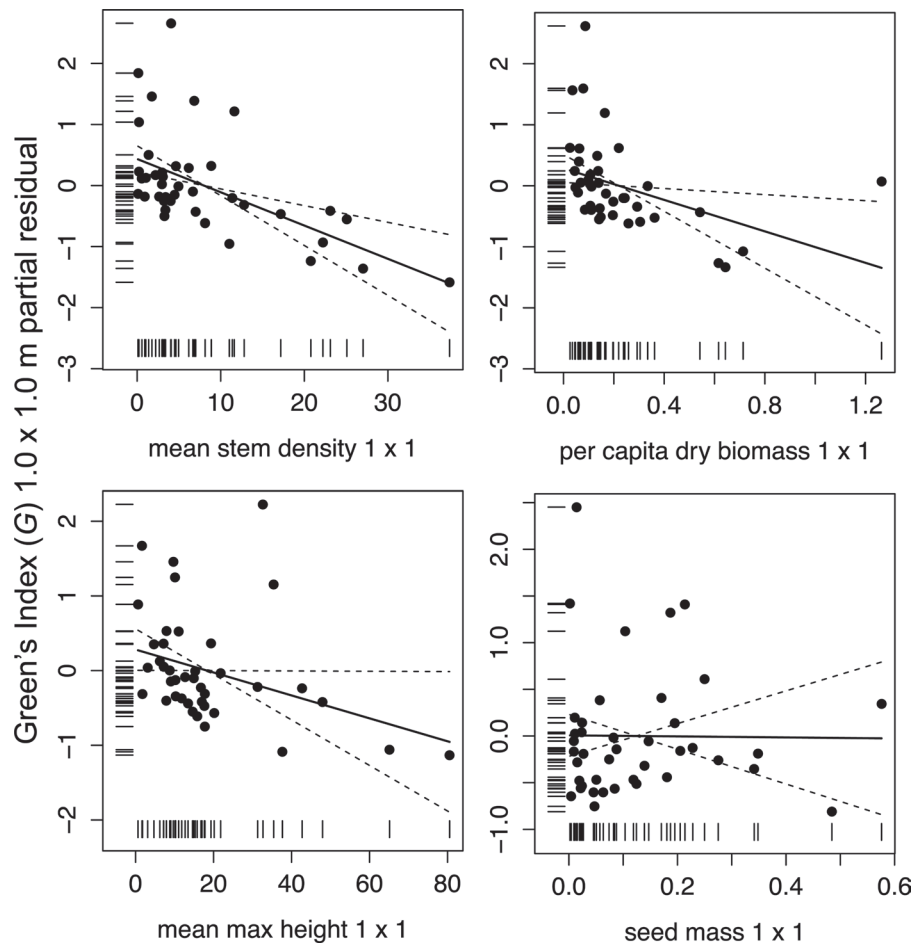 Green's Index (G) 1.0 x 1.0 m partial residual
2
1
0
−1
−2
−3
0 10 20 30
mean stem density 1 x 1
2
1
0
−1
−2
−3
0.0 0.4 0.8 1.2
per capita dry biomass 1 x 1
2
1
0
−1
−2
0 20 40 60 80
mean max height 1 x 1
2.0
1.0
0.0
−1.0
0.0 0.2 0.4 0.6
seed mass 1 x 1